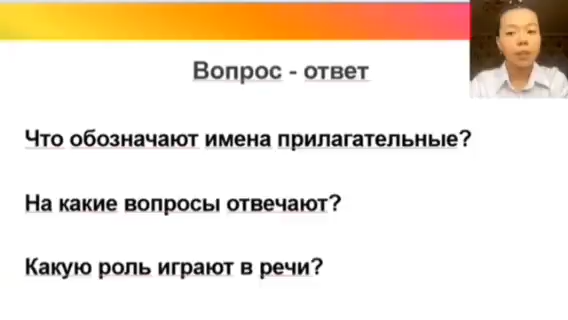 Вопрос - ответ
Что обозначают имена прилагательные?
На какие вопросы отвечают?
Какую роль играют в речи?